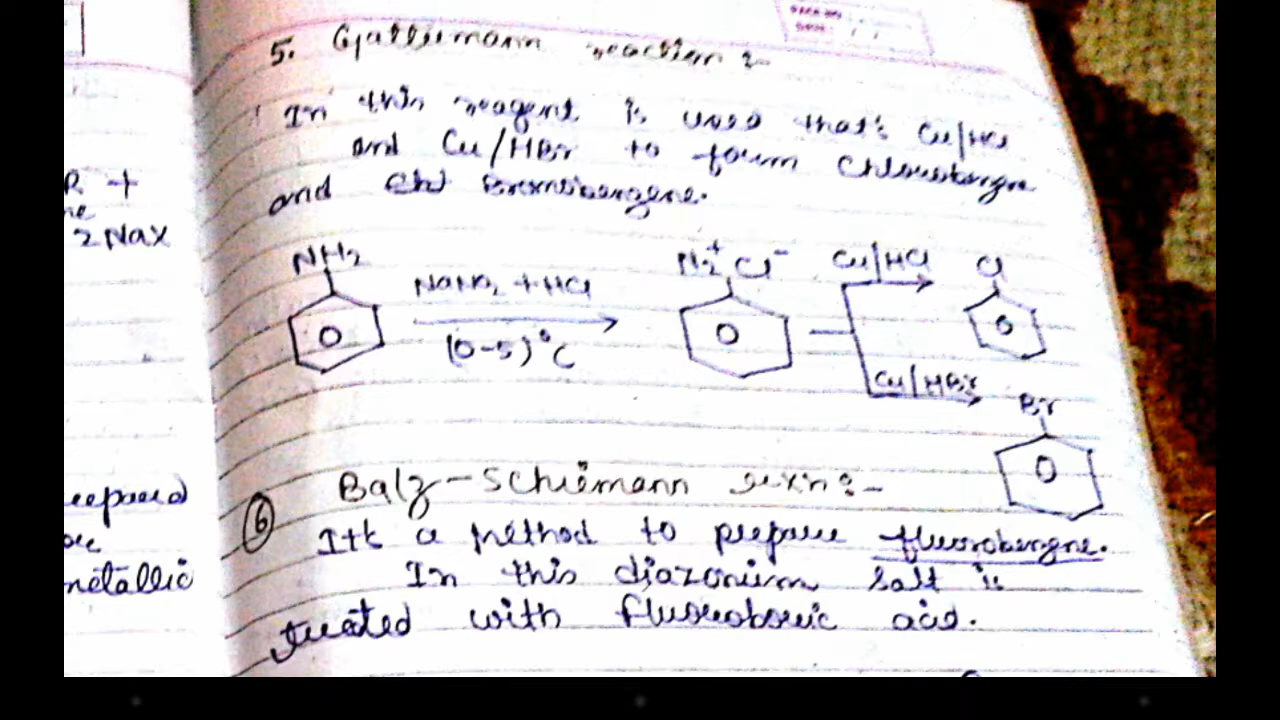 R +
2 Nax
metallic
5. Gattermann reaction :-
In this reagent is used that's Cu/HCl
and Cu/HBr to form Chlorobenzene
and Bromobenzene.
NH2
NaNO2 + HCl
(0-5)°C
N2+ Cl-
Cu/HCl
Cl
Cu/HBr
Br
6 Balz-Schiemann rxn :-
It's a method to prepare fluorobenzene.
In this diazonium salt is
treated with fluoroboric acid.